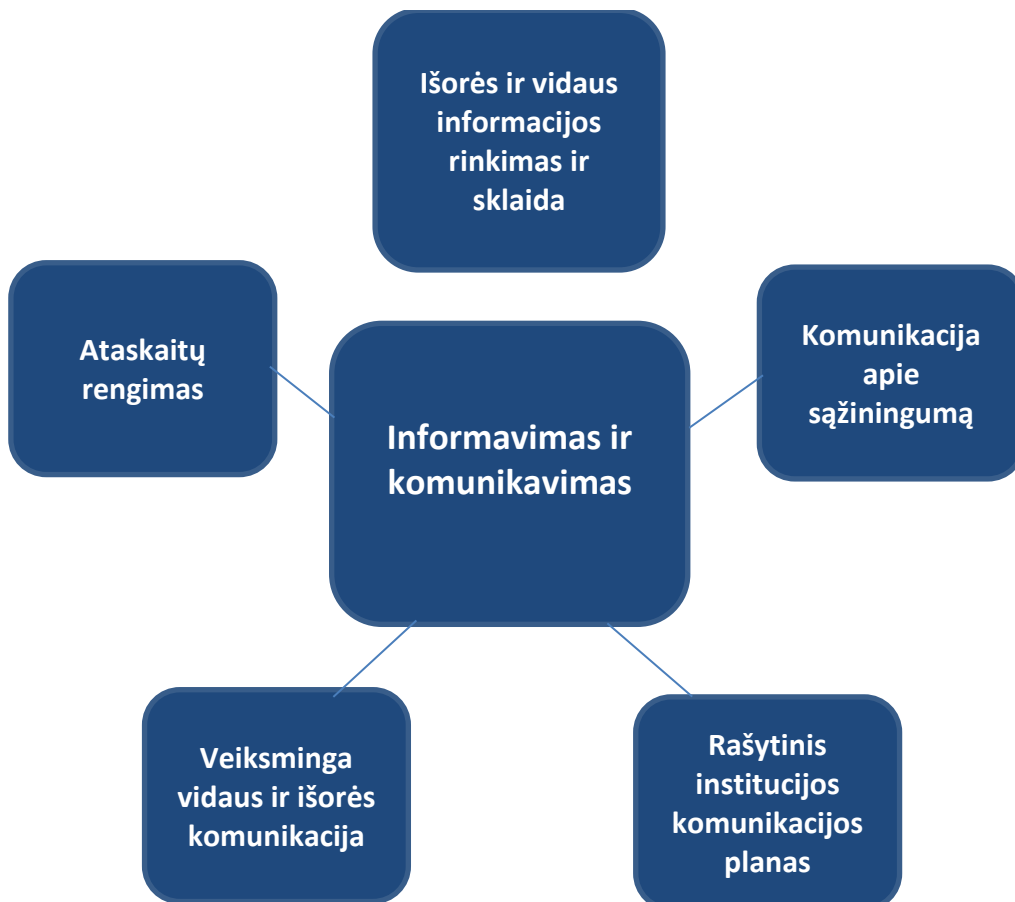 Išorės ir vidaus
informacijos
rinkimas ir
sklaida
Ataskaitų
rengimas
Komunikacija
apie
sąžiningumą
Informavimas ir
komunikavimas
Veiksminga
vidaus ir išorės
komunikacija
Rašytinis
institucijos
komunikacijos
planas